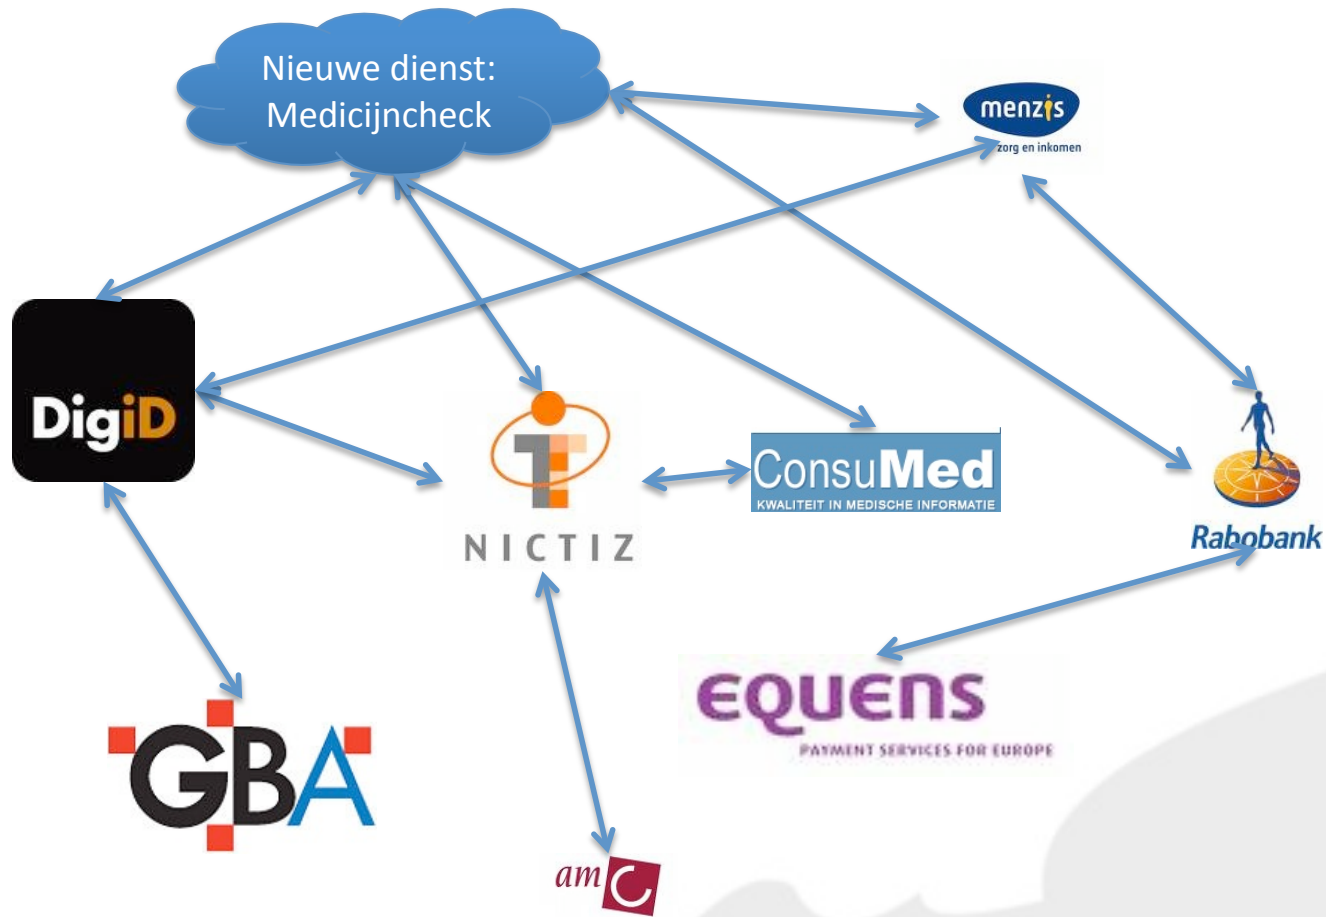 Nieuwe dienst:
Medicijncheck
menzis
zorg en inkomen
DigiD
NICTIZ
ConsuMed
KWALITEIT IN MEDISCHE INFORMATIE
Rabobank
EQUENS
PAYMENT SERVICES FOR EUROPE
GBA
amC